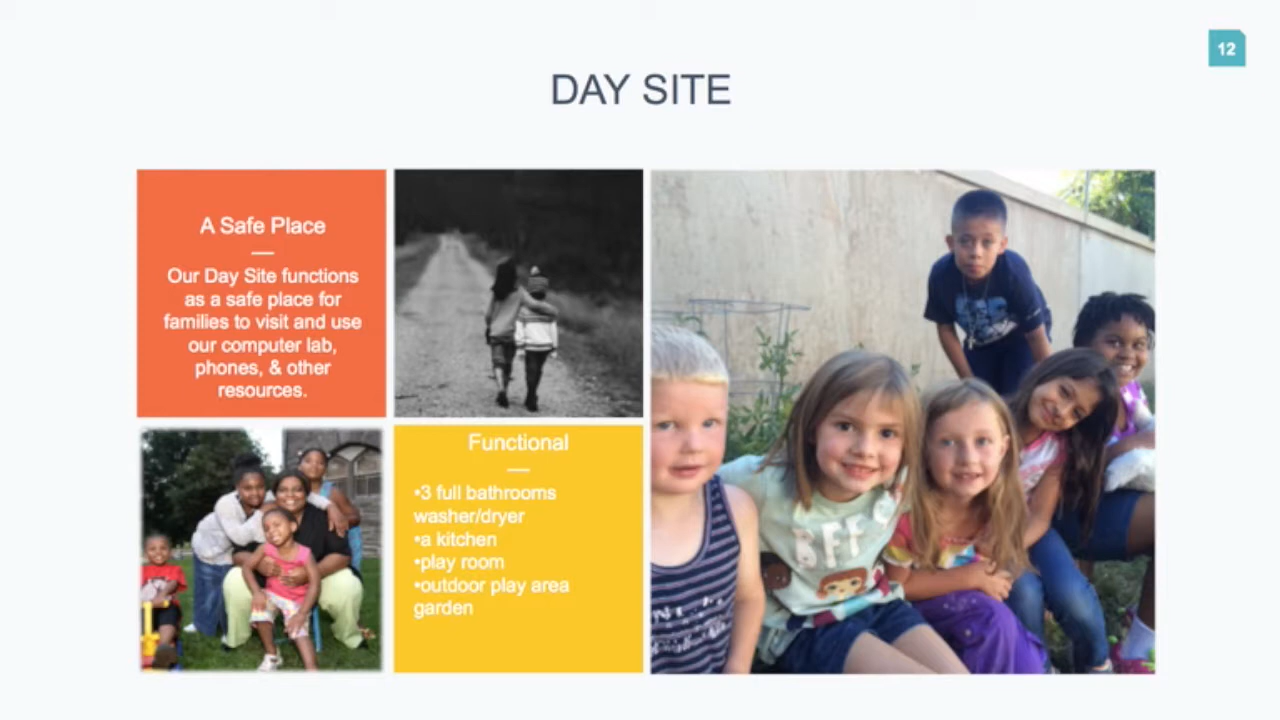 12
DAY SITE
A Safe Place
Our Day Site functions
as a safe place for
families to visit and use
our computer lab,
phones, & other
resources.
Functional
•3 full bathrooms
washer/dryer
•a kitchen
•play room
•outdoor play area
garden
BFF